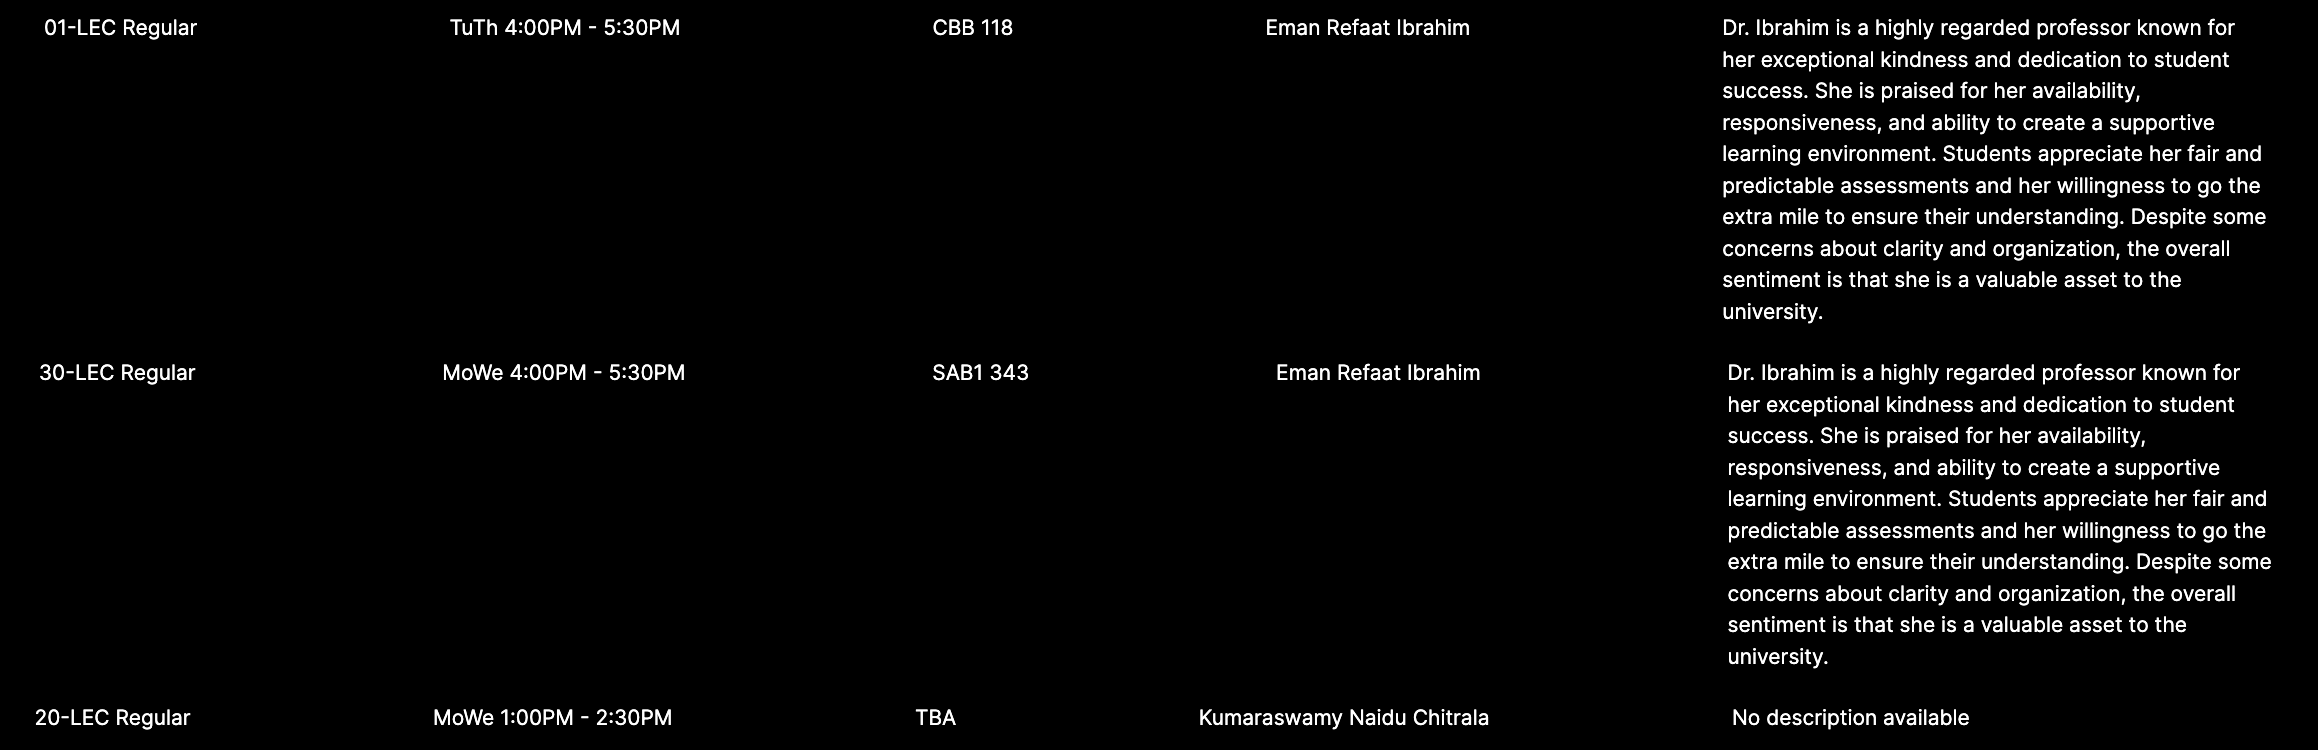 01-LEC Regular TuTh 4:00PM - 5:30PM CBB 118 Eman Refaat Ibrahim Dr. Ibrahim is a highly regarded professor known for
her exceptional kindness and dedication to student
success. She is praised for her availability,
responsiveness, and ability to create a supportive
learning environment. Students appreciate her fair and
predictable assessments and her willingness to go the
extra mile to ensure their understanding. Despite some
concerns about clarity and organization, the overall
sentiment is that she is a valuable asset to the
university.
30-LEC Regular MoWe 4:00PM - 5:30PM SAB1 343 Eman Refaat Ibrahim Dr. Ibrahim is a highly regarded professor known for
her exceptional kindness and dedication to student
success. She is praised for her availability,
responsiveness, and ability to create a supportive
learning environment. Students appreciate her fair and
predictable assessments and her willingness to go the
extra mile to ensure their understanding. Despite some
concerns about clarity and organization, the overall
sentiment is that she is a valuable asset to the
university.
20-LEC Regular MoWe 1:00PM - 2:30PM TBA Kumaraswamy Naidu Chitrala No description available